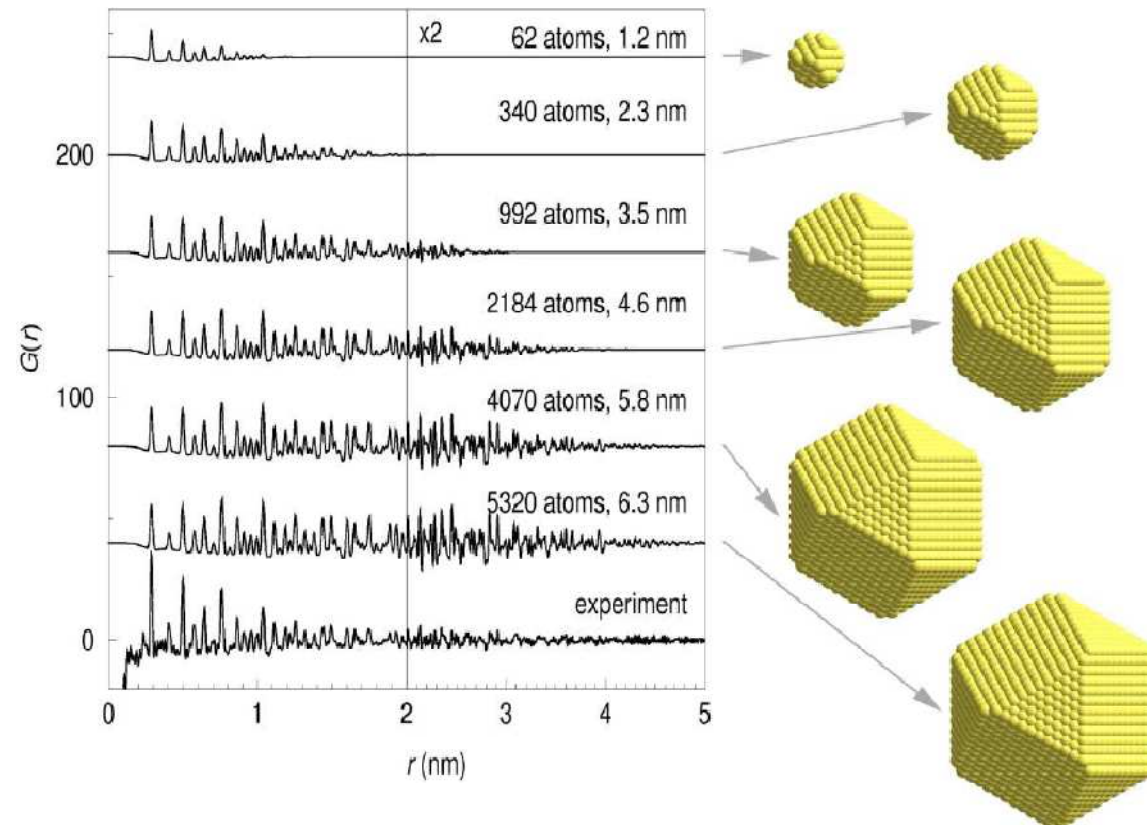 x2
62 atoms, 1.2 nm
340 atoms, 2.3 nm
200
992 atoms, 3.5 nm
2184 atoms, 4.6 nm
G(r)
100
4070 atoms, 5.8 nm
5320 atoms, 6.3 nm
experiment
0
0 1 2 3 4 5
r (nm)